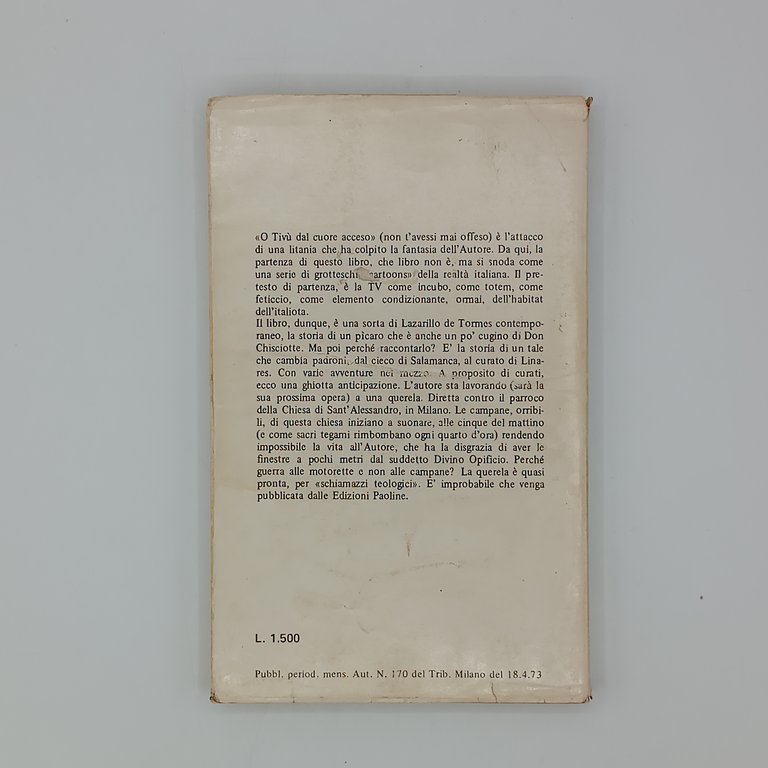 «O Tivù dal cuore acceso» (non t'avessi mai offeso) è l'attacco
di una litania che ha colpito la fantasia dell'Autore. Da qui, la
partenza di questo libro, che libro non è, ma si snoda come
una serie di grotteschi «cartoons» della realtà italiana. Il pre-
testo di partenza, è la TV come incubo, come totem, come
feticcio, come elemento condizionante, ormai, dell'habitat
dell'italiota.
Il libro, dunque, è una sorta di Lazarillo de Tormes contempo-
raneo, la storia di un pìcaro che è anche un po' cugino di Don
Chisciotte. Ma poi perché raccontarlo? E' la storia di un tale
che cambia padroni, dal cieco di Salamanca, al curato di Lina-
res. Con varie avventure nel mezzo. A proposito di curati,
ecco una ghiotta anticipazione. L'autore sta lavorando (sarà la
sua prossima opera) a una querela. Diretta contro il parroco
della Chiesa di Sant'Alessandro, in Milano. Le campane, orribi-
li, di questa chiesa iniziano a suonare, alle cinque del mattino
(e come sacri tegami rimbombano ogni quarto d'ora) rendendo
impossibile la vita all'Autore, che ha la disgrazia di aver le
finestre a pochi metri dal suddetto Divino Opificio. Perché
guerra alle motorette e non alle campane? La querela è quasi
pronta, per «schiamazzi teologici». E' improbabile che venga
pubblicata dalle Edizioni Paoline.
L. 1.500
Pubbl. period. mens. Aut. N. 170 del Trib. Milano del 18.4.73